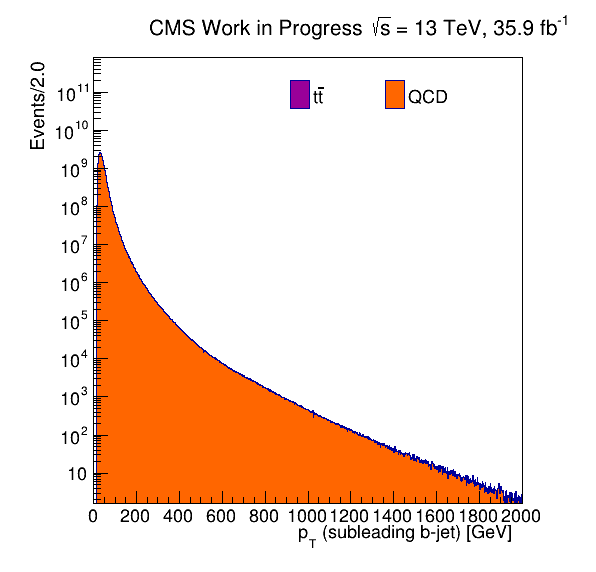 CMS Work in Progress √s = 13 TeV, 35.9 fb⁻¹
Events/2.0
tt̄ QCD
10¹¹
10¹⁰
10⁹
10⁸
10⁷
10⁶
10⁵
10⁴
10³
10²
10
0 200 400 600 800 1000 1200 1400 1600 1800 2000
p_T (subleading b-jet) [GeV]